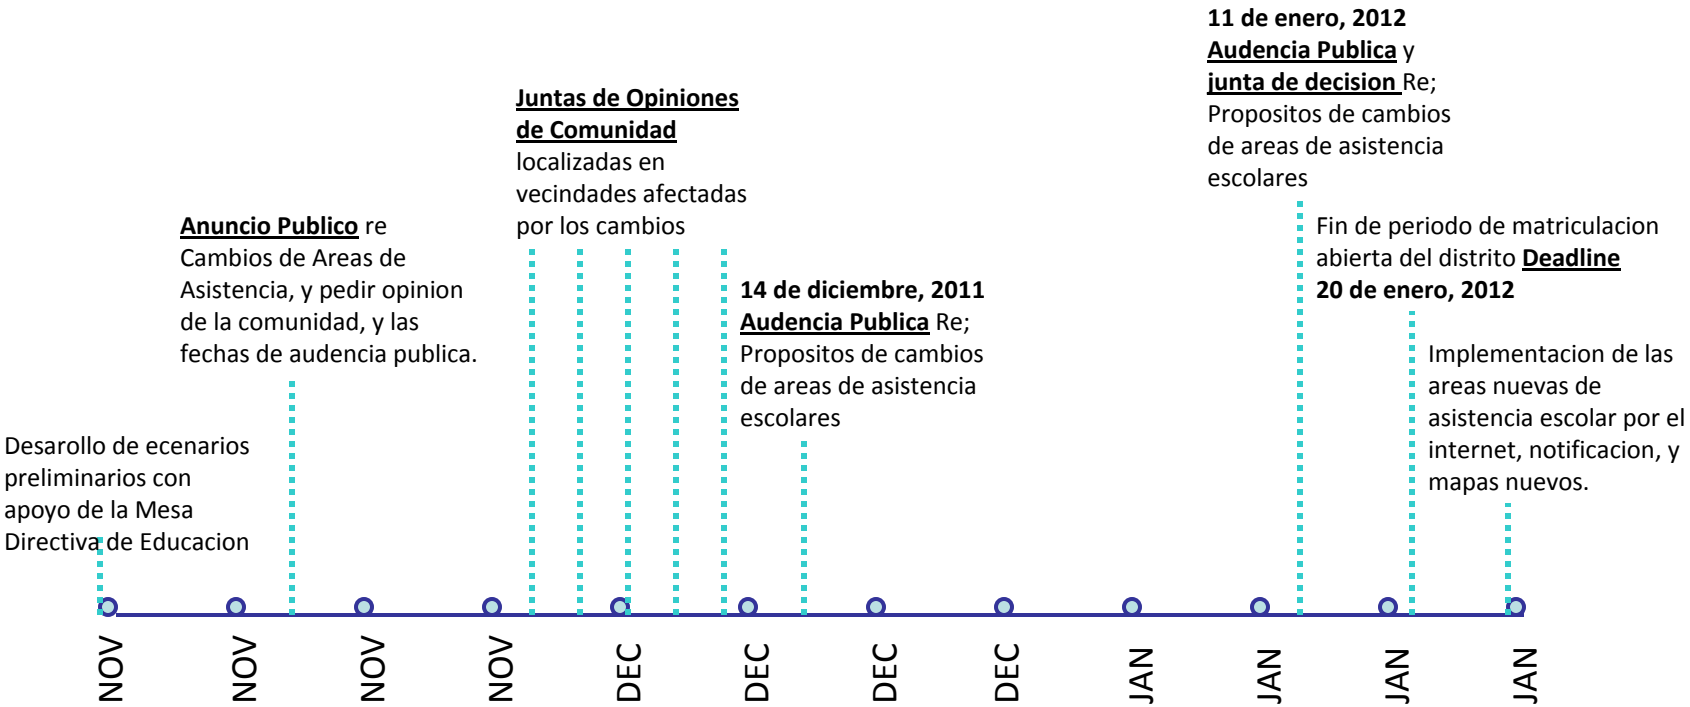 Desarollo de ecenarios
preliminarios con
apoyo de la Mesa
Directiva de Educacion
Anuncio Publico re
Cambios de Areas de
Asistencia, y pedir opinion
de la comunidad, y las
fechas de audencia publica.
Juntas de Opiniones
de Comunidad
localizadas en
vecindades afectadas
por los cambios
14 de diciembre, 2011
Audencia Publica Re;
Propositos de cambios
de areas de asistencia
escolares
11 de enero, 2012
Audencia Publica y
junta de decision Re;
Propositos de cambios
de areas de asistencia
escolares
Fin de periodo de matriculacion
abierta del distrito Deadline
20 de enero, 2012
Implementacion de las
areas nuevas de
asistencia escolar por el
internet, notificacion, y
mapas nuevos.
NOV
NOV
NOV
NOV
DEC
DEC
DEC
DEC
JAN
JAN
JAN
JAN